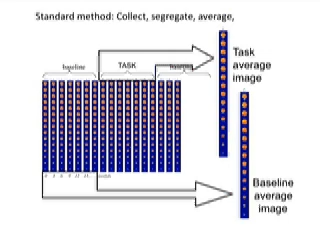 Standard method: Collect, segregate, average,
baseline
TASK
Task
average
image
Baseline
average
image